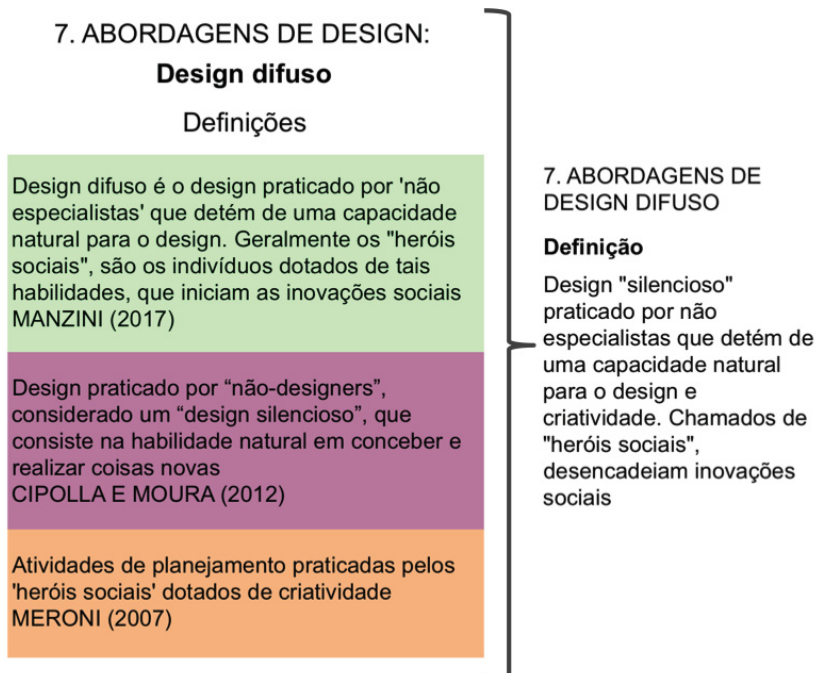 7. ABORDAGENS DE DESIGN:
Design difuso
Definições
Design difuso é o design praticado por 'não
especialistas' que detém de uma capacidade
natural para o design. Geralmente os "heróis
sociais", são os indivíduos dotados de tais
habilidades, que iniciam as inovações sociais
MANZINI (2017)
Design praticado por “não-designers”,
considerado um “design silencioso”, que
consiste na habilidade natural em conceber e
realizar coisas novas
CIPOLLA E MOURA (2012)
Atividades de planejamento praticadas pelos
'heróis sociais' dotados de criatividade
MERONI (2007)
7. ABORDAGENS DE
DESIGN DIFUSO
Definição
Design "silencioso"
praticado por não
especialistas que detém de
uma capacidade natural
para o design e
criatividade. Chamados de
"heróis sociais",
desencadeiam inovações
sociais